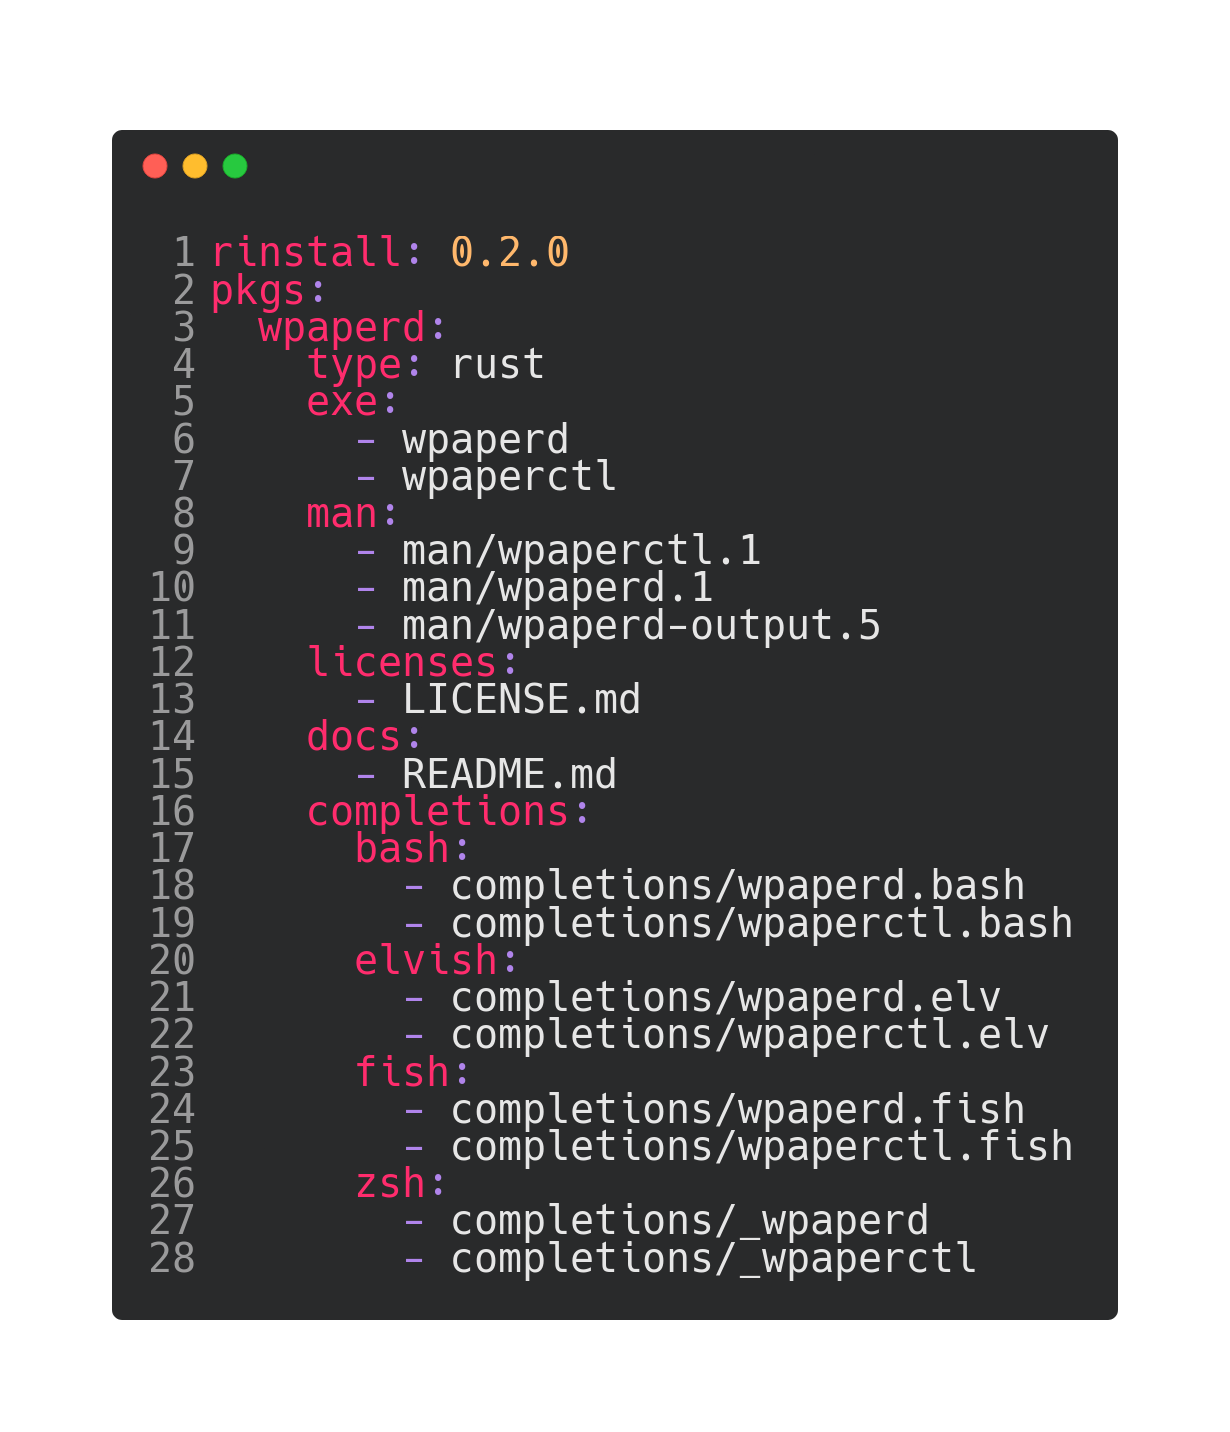 1 rinstall: 0.2.0
2 pkgs:
3   wpaperd:
4     type: rust
5     exe:
6       - wpaperd
7       - wpaperctl
8     man:
9       - man/wpaperctl.1
10       - man/wpaperd.1
11       - man/wpaperd-output.5
12     licenses:
13       - LICENSE.md
14     docs:
15       - README.md
16     completions:
17       bash:
18         - completions/wpaperd.bash
19         - completions/wpaperctl.bash
20       elvish:
21         - completions/wpaperd.elv
22         - completions/wpaperctl.elv
23       fish:
24         - completions/wpaperd.fish
25         - completions/wpaperctl.fish
26       zsh:
27         - completions/_wpaperd
28         - completions/_wpaperctl